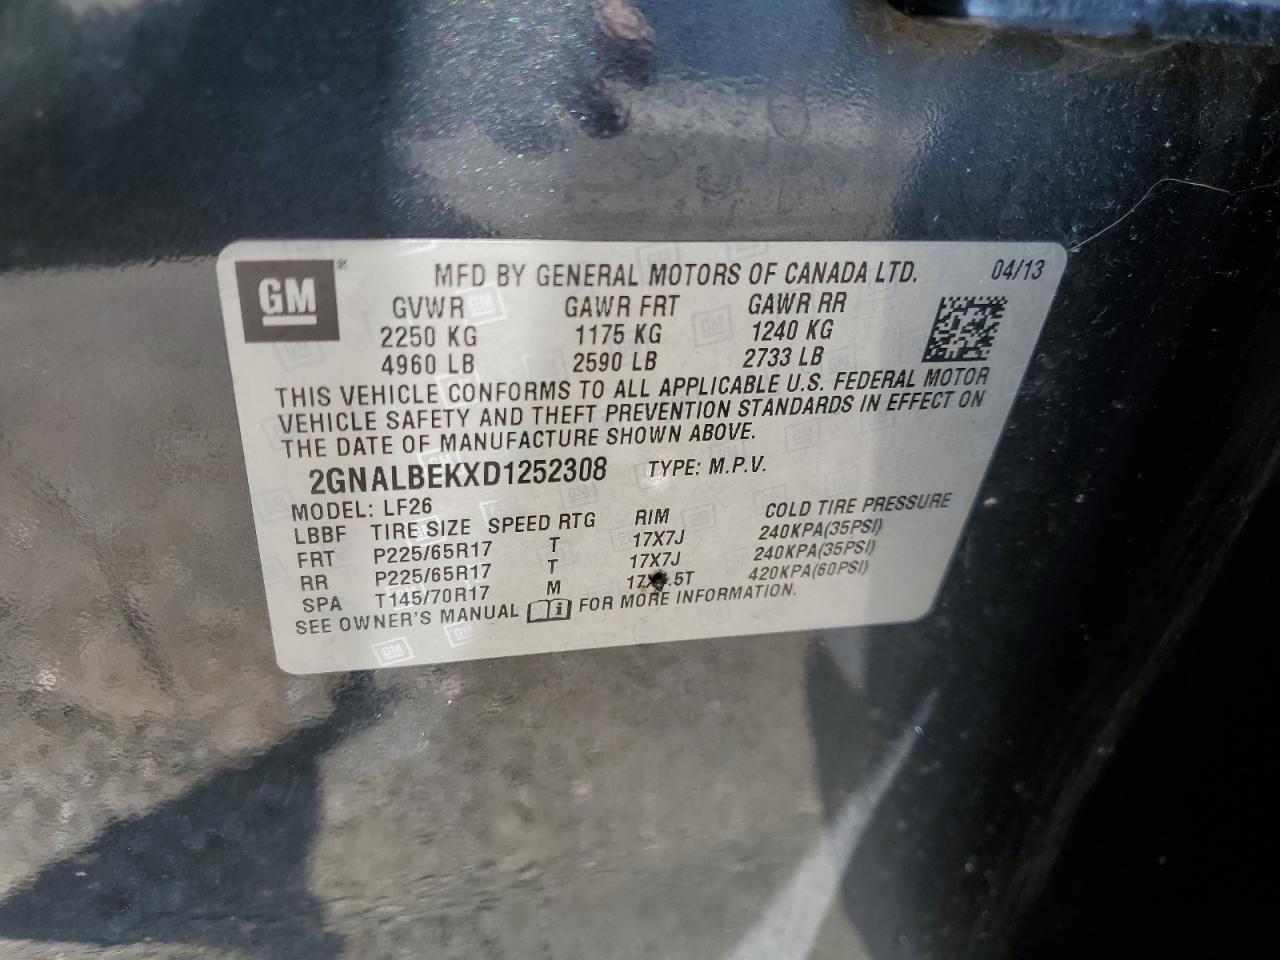 GM
MFD BY GENERAL MOTORS OF CANADA LTD. 04/13
GVWR GAWR FRT GAWR RR
2250 KG 1175 KG 1240 KG
4960 LB 2590 LB 2733 LB
THIS VEHICLE CONFORMS TO ALL APPLICABLE U.S. FEDERAL MOTOR
VEHICLE SAFETY AND THEFT PREVENTION STANDARDS IN EFFECT ON
THE DATE OF MANUFACTURE SHOWN ABOVE.
2GNALBEKXD1252308 TYPE: M.P.V.
MODEL: LF26
LBBF TIRE SIZE SPEED RTG RIM COLD TIRE PRESSURE
FRT P225/65R17 T 17X7J 240KPA(35PSI)
RR P225/65R17 T 17X7J 240KPA(35PSI)
SPA T145/70R17 M 420KPA(60PSI)
SEE OWNER'S MANUAL i FOR MORE INFORMATION.